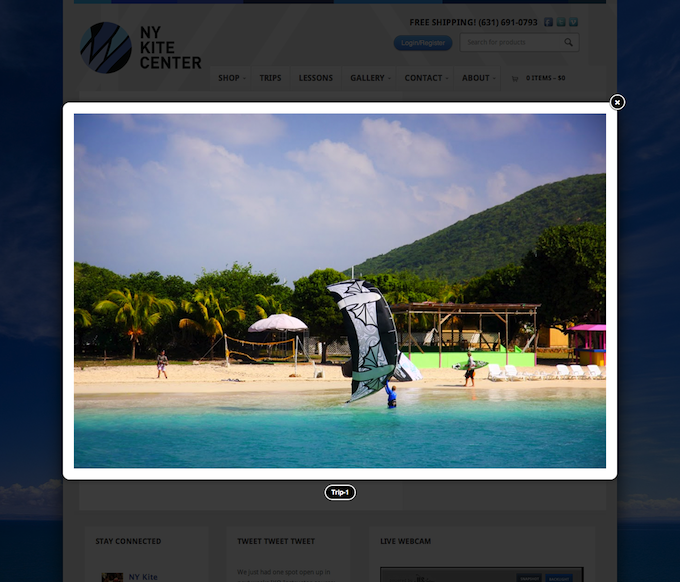 FREE SHIPPING! (631) 691-0793
NY
KITE
CENTER
Login/Register
Search for products
SHOP
TRIPS
LESSONS
GALLERY
CONTACT
ABOUT
0 ITEMS - $0
Trip-1
STAY CONNECTED
TWEET TWEET TWEET
LIVE WEBCAM
NY Kite
We just had one spot open up in